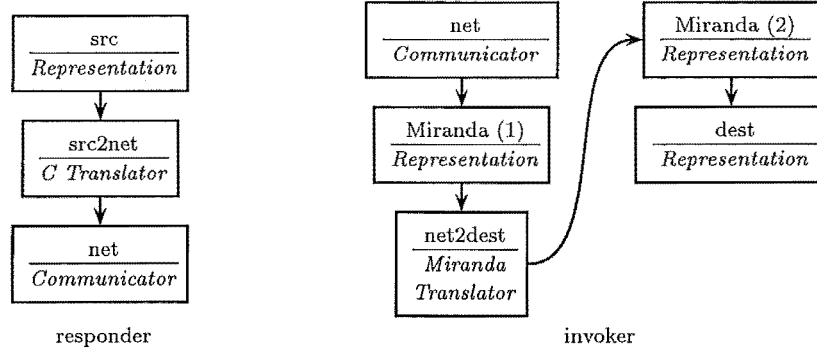 src
Representation
src2net
C Translator
net
Communicator
responder
net
Communicator
Miranda (1)
Representation
net2dest
Miranda
Translator
Miranda (2)
Representation
dest
Representation
invoker